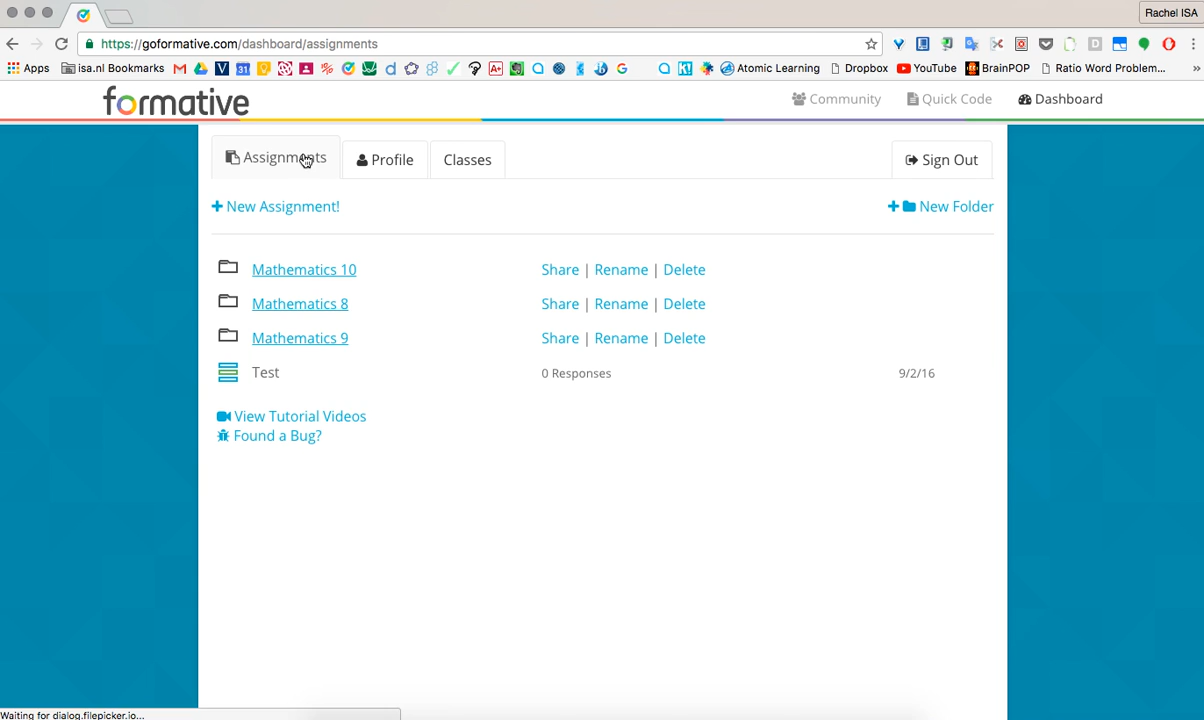 Rachel ISA
https://goformative.com/dashboard/assignments
Apps isa.nl Bookmarks Atomic Learning Dropbox YouTube BrainPOP Ratio Word Problem... »
formative
Community Quick Code Dashboard
Assignments Profile Classes Sign Out
+ New Assignment! + New Folder
Mathematics 10 Share | Rename | Delete
Mathematics 8 Share | Rename | Delete
Mathematics 9 Share | Rename | Delete
Test 0 Responses 9/2/16
View Tutorial Videos
Found a Bug?
Waiting for dialog.filepicker.io...